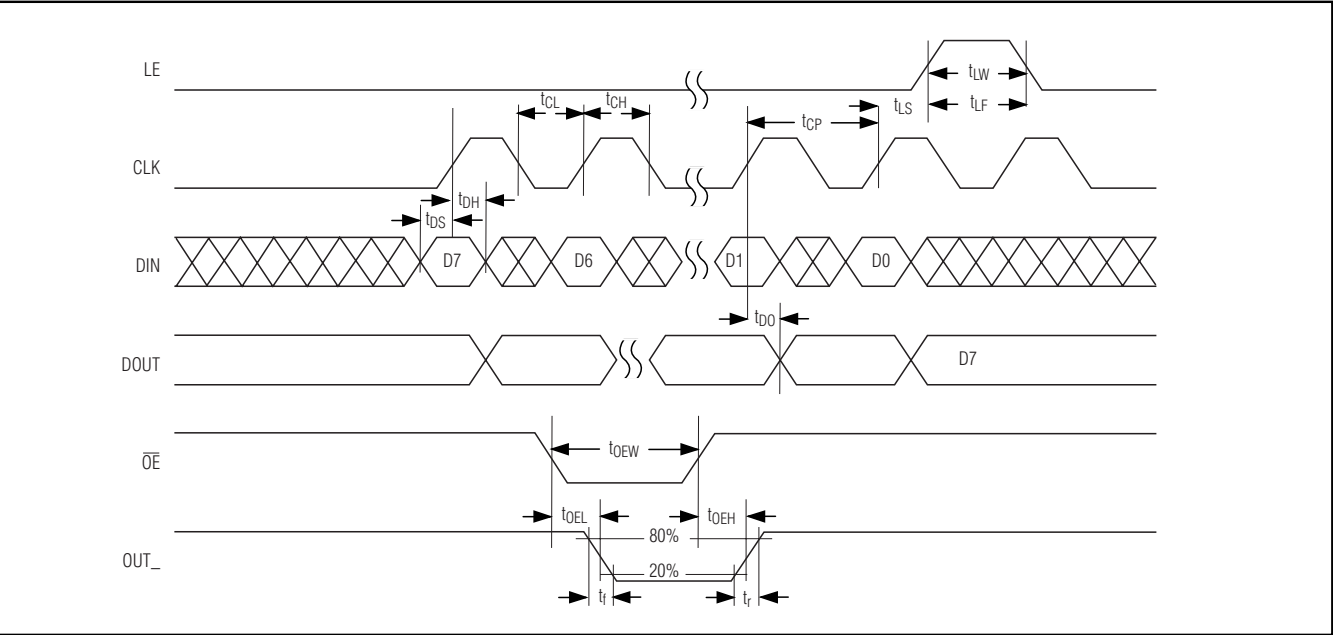 LE
tLW
tCL
tCH
tLS
tLF
tCP
CLK
tDH
tDS
DIN
D7
D6
D1
D0
tDO
DOUT
D7
OE
tOEW
tOEL
tOEH
80%
OUT_
20%
tf
tr